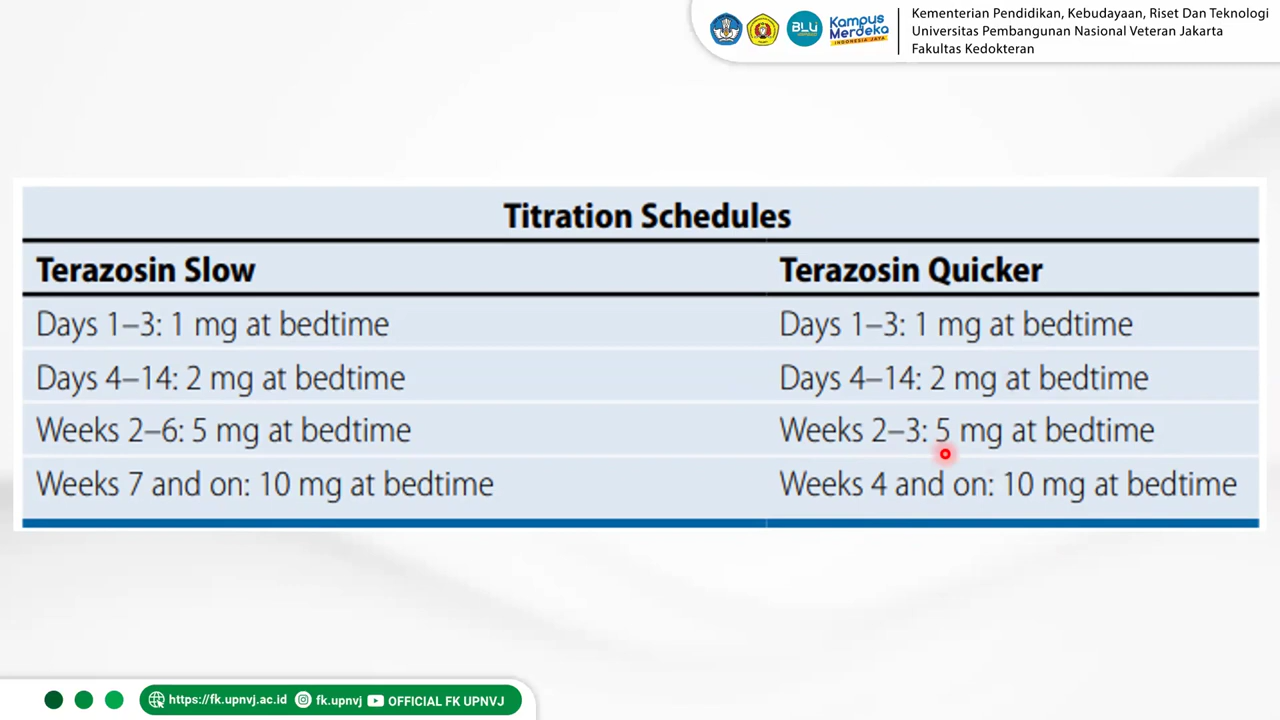 BLU
Kampus
Merdeka
INDONESIA JAYA
Kementerian Pendidikan, Kebudayaan, Riset Dan Teknologi
Universitas Pembangunan Nasional Veteran Jakarta
Fakultas Kedokteran
Titration Schedules
Terazosin Slow
Terazosin Quicker
Days 1–3: 1 mg at bedtime
Days 1–3: 1 mg at bedtime
Days 4–14: 2 mg at bedtime
Days 4–14: 2 mg at bedtime
Weeks 2–6: 5 mg at bedtime
Weeks 2–3: 5 mg at bedtime
Weeks 7 and on: 10 mg at bedtime
Weeks 4 and on: 10 mg at bedtime
https://fk.upnvj.ac.id
fk.upnvj
OFFICIAL FK UPNVJ